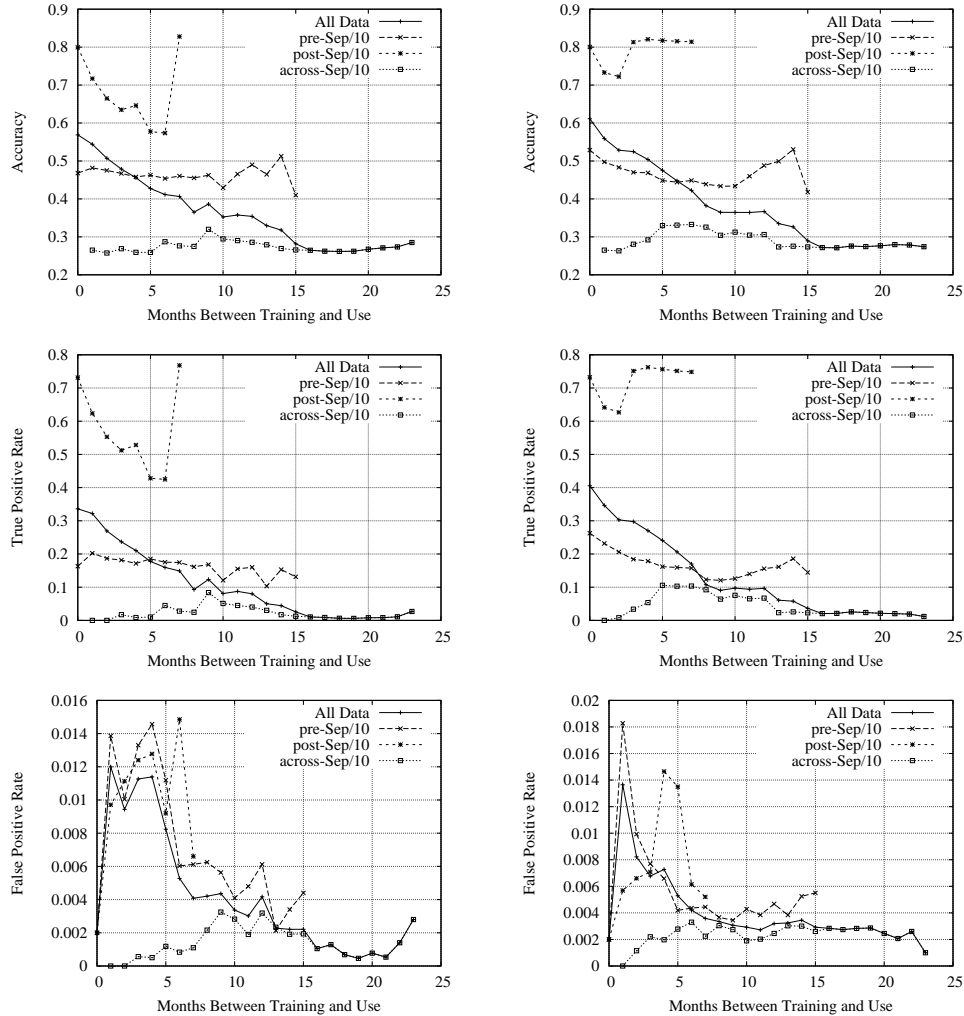 0.9
0.8
0.7
0.6
0.5
0.4
0.3
0.2
0 5 10 15 20 25
Accuracy
Months Between Training and Use
All Data
pre-Sep/10
post-Sep/10
across-Sep/10
0.9
0.8
0.7
0.6
0.5
0.4
0.3
0.2
0 5 10 15 20 25
Accuracy
Months Between Training and Use
All Data
pre-Sep/10
post-Sep/10
across-Sep/10
0.8
0.7
0.6
0.5
0.4
0.3
0.2
0.1
0
0 5 10 15 20 25
True Positive Rate
Months Between Training and Use
All Data
pre-Sep/10
post-Sep/10
across-Sep/10
0.8
0.7
0.6
0.5
0.4
0.3
0.2
0.1
0
0 5 10 15 20 25
True Positive Rate
Months Between Training and Use
All Data
pre-Sep/10
post-Sep/10
across-Sep/10
0.016
0.014
0.012
0.01
0.008
0.006
0.004
0.002
0
0 5 10 15 20 25
False Positive Rate
Months Between Training and Use
All Data
pre-Sep/10
post-Sep/10
across-Sep/10
0.02
0.018
0.016
0.014
0.012
0.01
0.008
0.006
0.004
0.002
0
0 5 10 15 20 25
False Positive Rate
Months Between Training and Use
All Data
pre-Sep/10
post-Sep/10
across-Sep/10